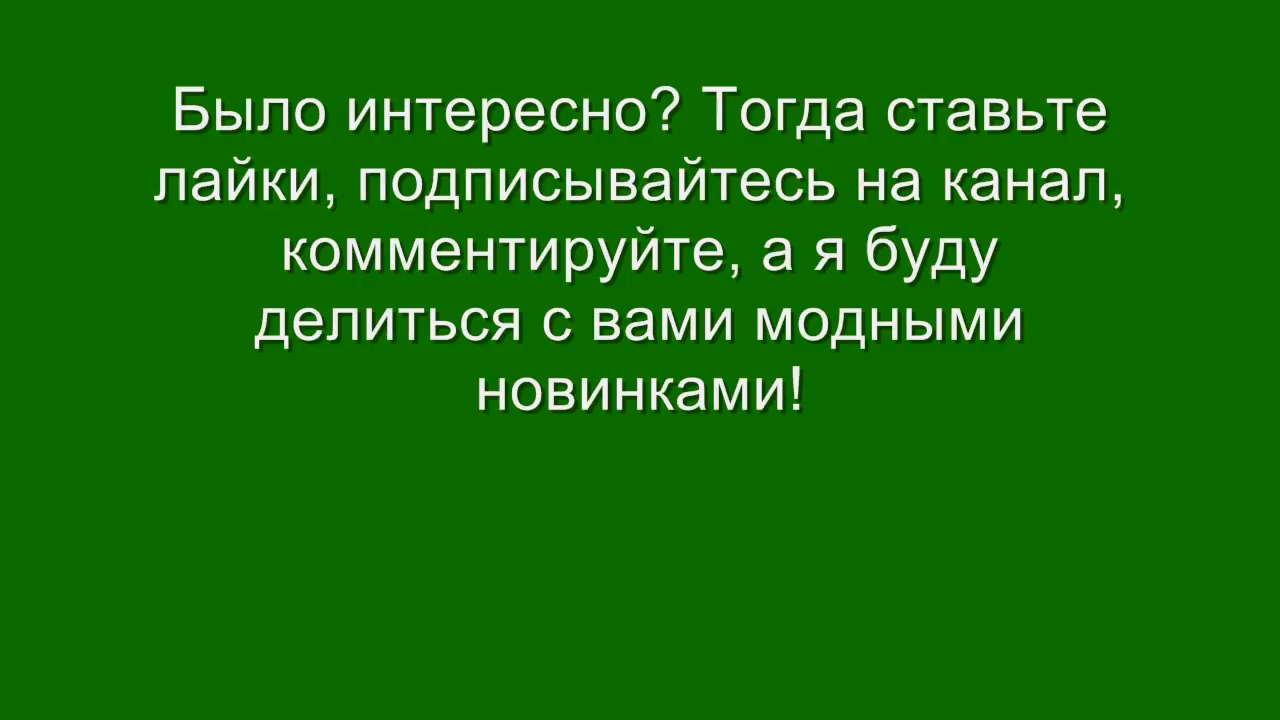 Было интересно? Тогда ставьте
лайки, подписывайтесь на канал,
комментируйте, а я буду
делиться с вами модными
новинками!